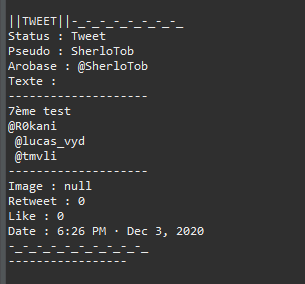 ||TWEET||-_-_-_-_-_-_-_-_
Status : Tweet
Pseudo : SherloTob
Arobase : @SherloTob
Texte :
--------------------
7ème test
@R0kani
@lucas_vyd
@tmvli
--------------------
Image : null
Retweet : 0
Like : 0
Date : 6:26 PM · Dec 3, 2020
-_-_-_-_-_-_-_-_-_-_
-----------------